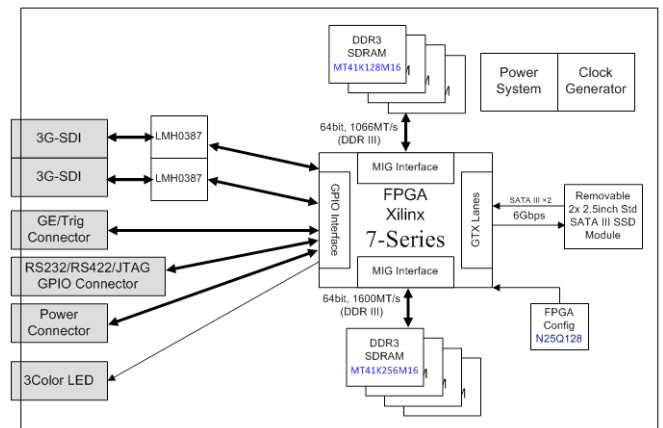 DDR3
SDRAM
MT41K128M16
Power
System
Clock
Generator
64bit, 1066MT/s
(DDR III)
3G-SDI
LMH0387
3G-SDI
LMH0387
MIG Interface
FPGA
Xilinx
7-Series
GPIO Interface
GTX Lanes
MIG Interface
SATA III ×2
6Gbps
Removable
2x 2.5inch Std
SATA III SSD
Module
GE/Trig
Connector
RS232/RS422/JTAG
GPIO Connector
Power
Connector
3Color LED
64bit, 1600MT/s
(DDR III)
FPGA
Config
N25Q128
DDR3
SDRAM
MT41K256M16